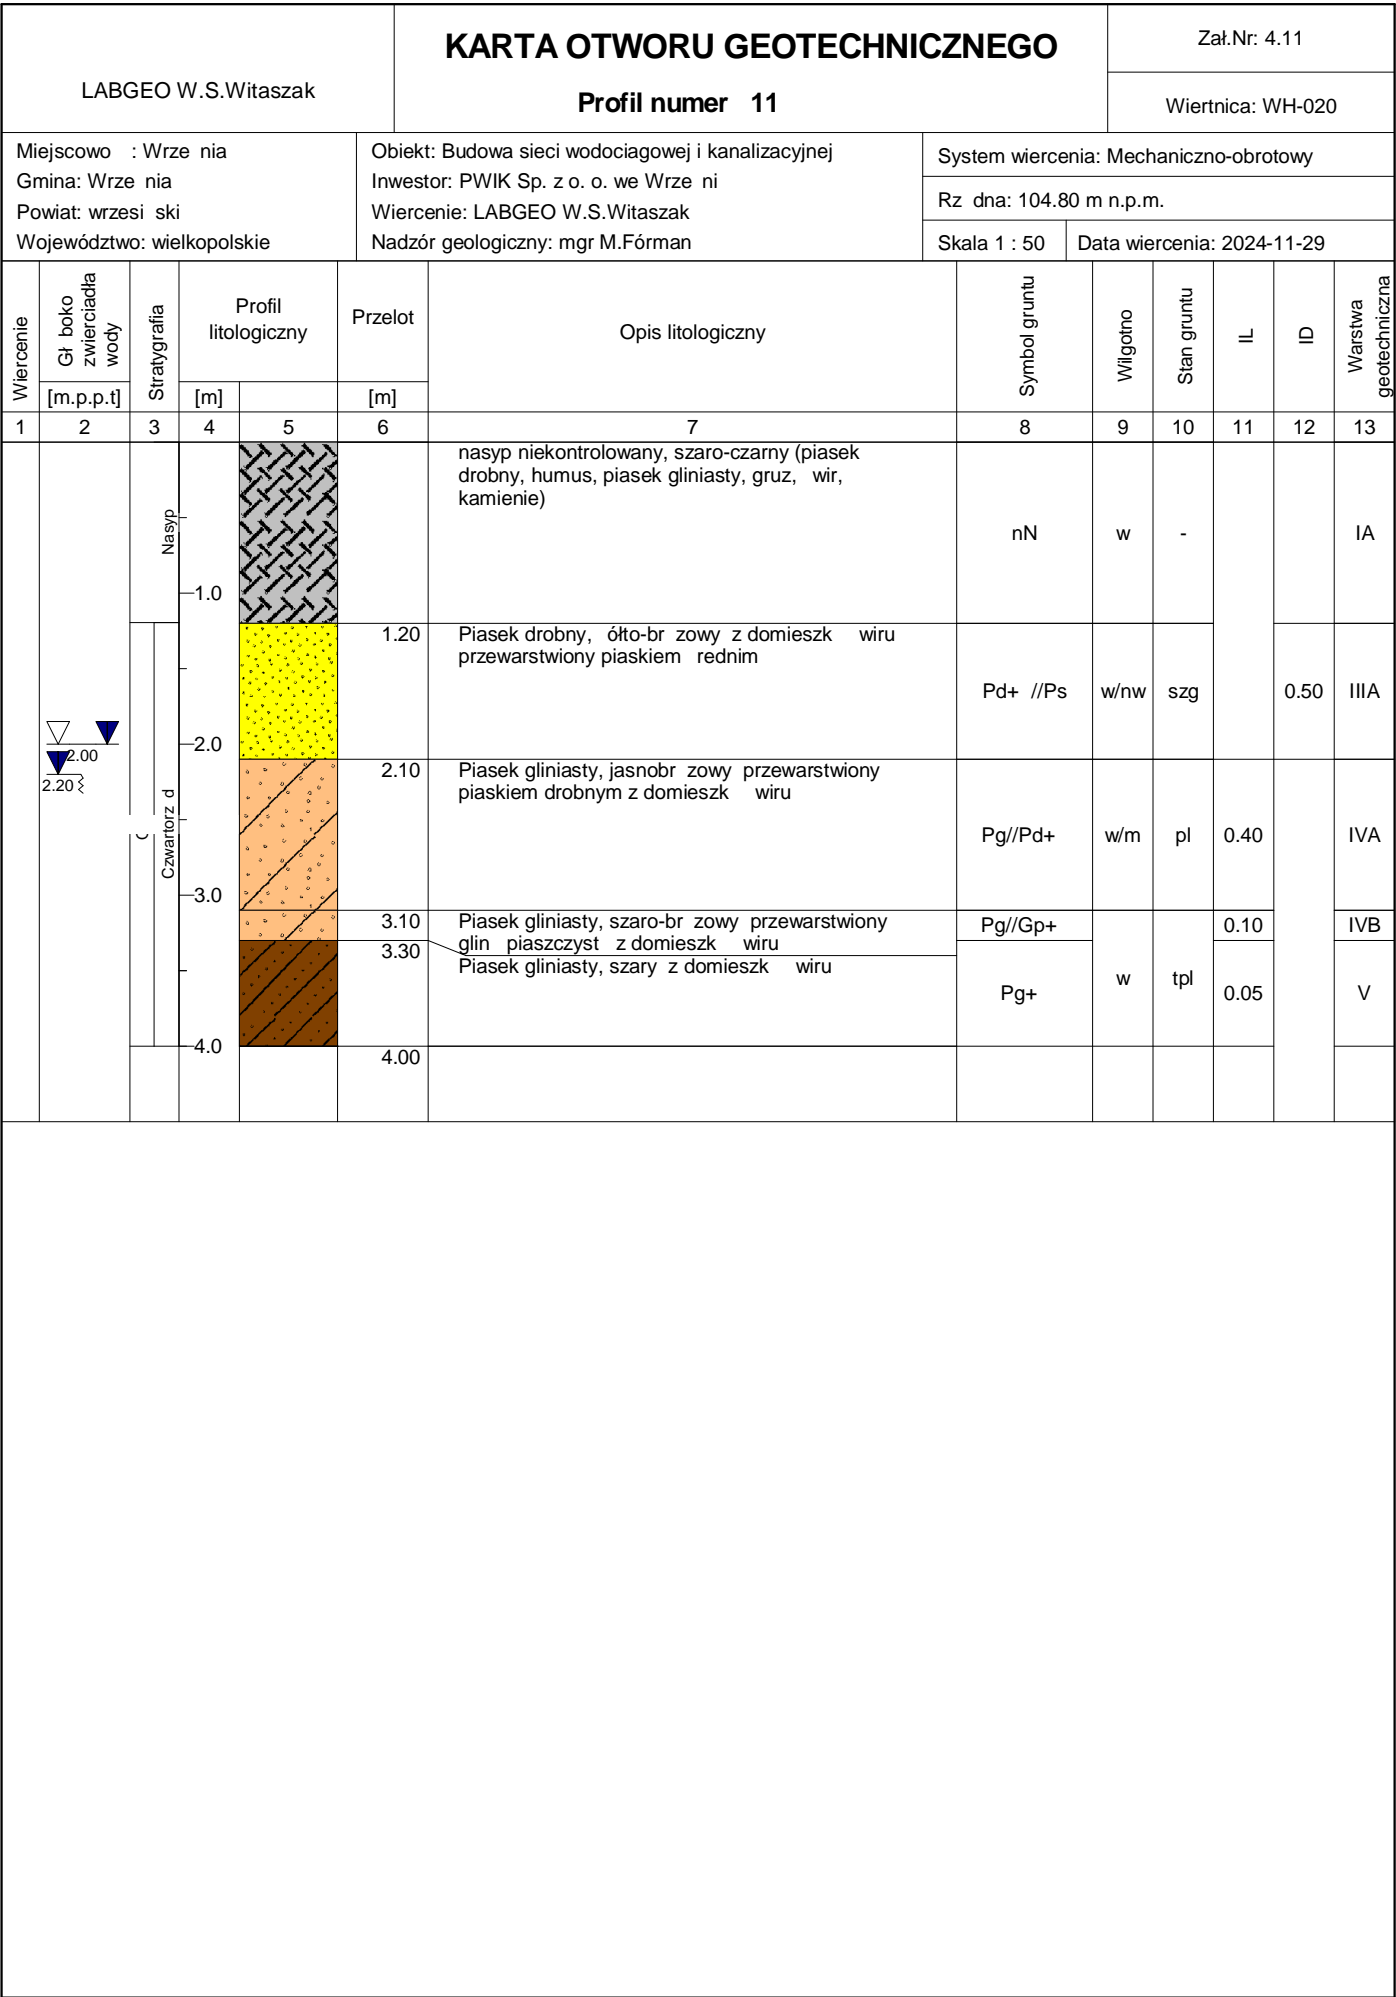 LABGEO W.S.Witaszak
KARTA OTWORU GEOTECHNICZNEGO
Profil numer 11
Zał.Nr: 4.11
Wiertnica: WH-020
Miejscowo : Wrze nia
Gmina: Wrze nia
Powiat: wrzesi ski
Województwo: wielkopolskie
Obiekt: Budowa sieci wodociagowej i kanalizacyjnej
Inwestor: PWIK Sp. z o. o. we Wrze ni
Wiercenie: LABGEO W.S.Witaszak
Nadzór geologiczny: mgr M.Fórman
System wiercenia: Mechaniczno-obrotowy
Rz dna: 104.80 m n.p.m.
Skala 1 : 50
Data wiercenia: 2024-11-29
Wiercenie
Gł boko
zwierciadła
wody
[m.p.p.t]
Stratygrafia
Profil
litologiczny
[m]
Przelot
[m]
Opis litologiczny
Symbol gruntu
Wilgotno
Stan gruntu
IL
ID
Warstwa
geotechniczna
1 2 3 4 5 6 7 8 9 10 11 12 13
Nasyp
1.0
nasyp niekontrolowany, szaro-czarny (piasek
drobny, humus, piasek gliniasty, gruz, wir,
kamienie)
nN w - IA
1.20
Piasek drobny, ółto-br zowy z domieszk wiru
przewarstwiony piaskiem rednim
Pd+ //Ps w/nw szg 0.50 IIIA
2.00
2.20
2.0
Czwartorz d
2.10
Piasek gliniasty, jasnobr zowy przewarstwiony
piaskiem drobnym z domieszk wiru
Pg//Pd+ w/m pl 0.40 IVA
3.0
3.10
Piasek gliniasty, szaro-br zowy przewarstwiony
glin piaszczyst z domieszk wiru
Pg//Gp+ 0.10 IVB
3.30
Piasek gliniasty, szary z domieszk wiru
Pg+ w tpl 0.05 V
4.0
4.00